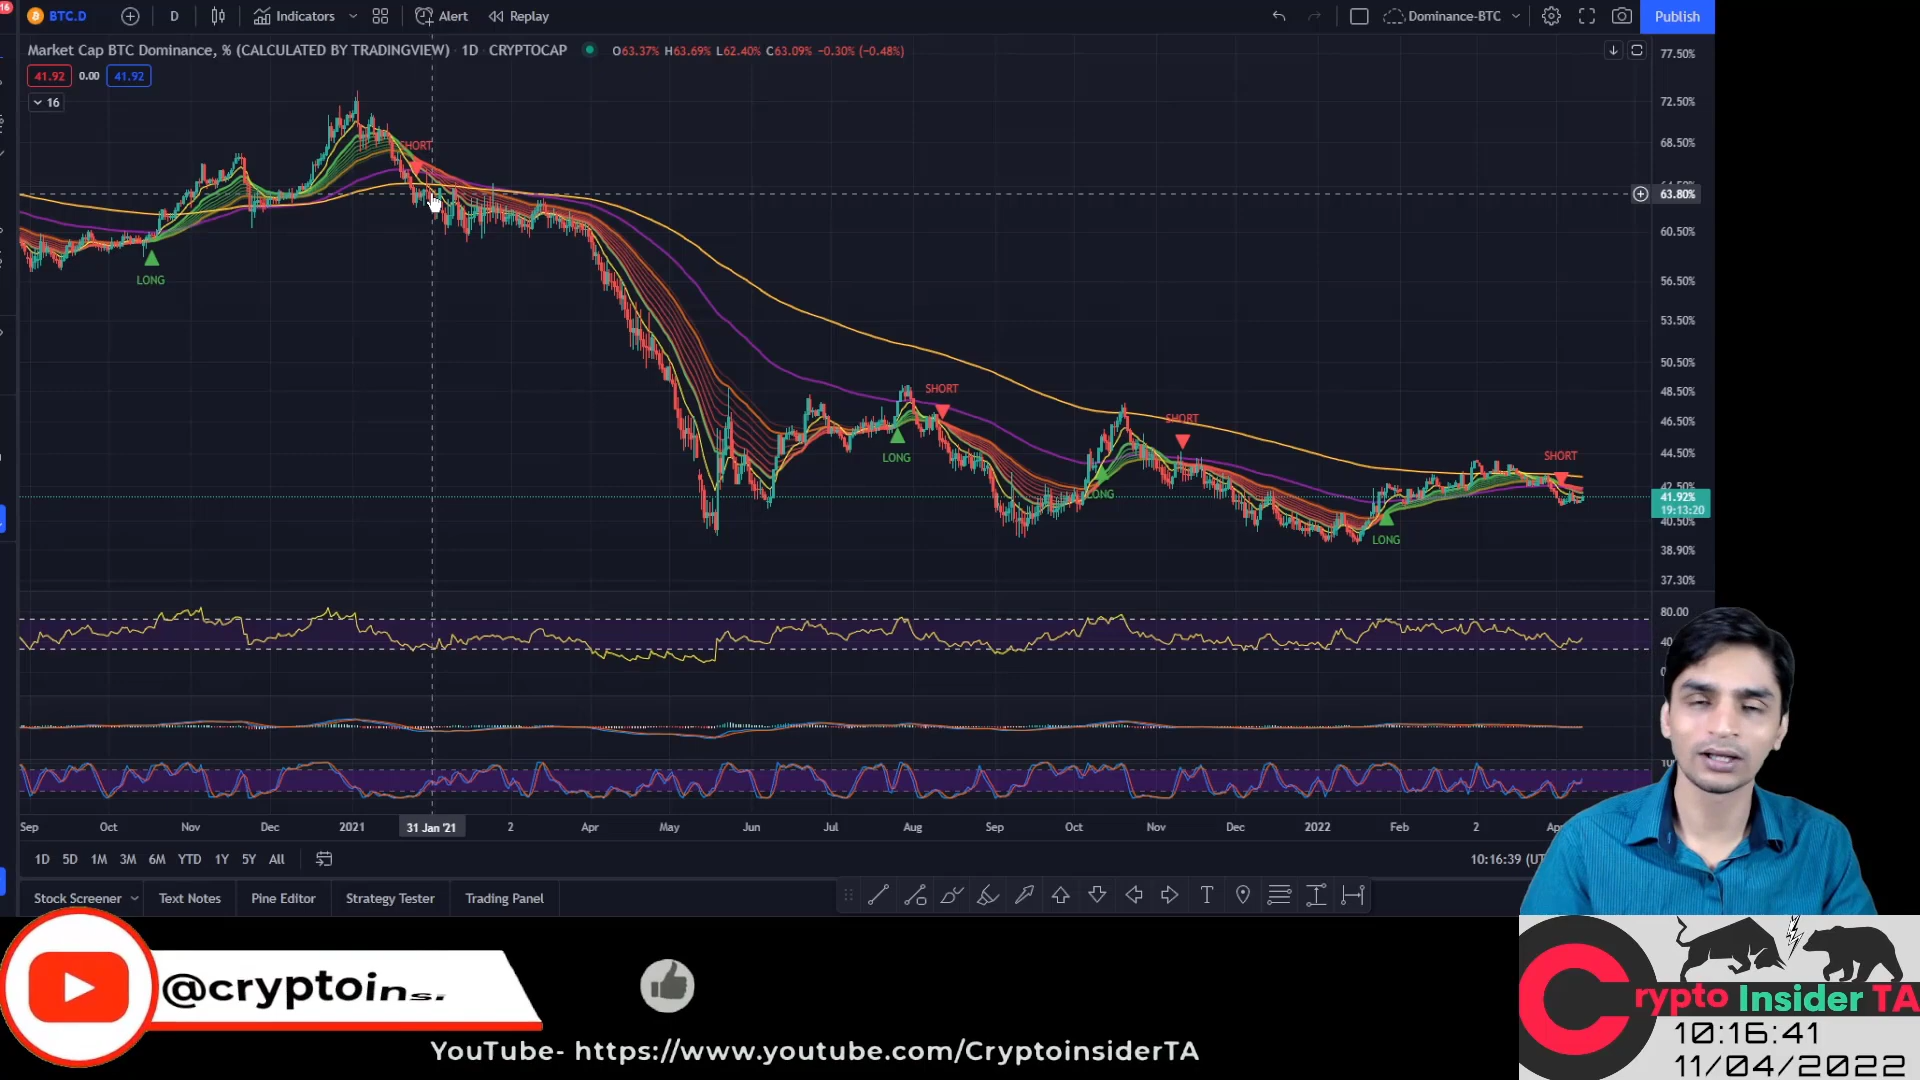 16
BTC.D
D
Indicators
Alert
Replay
Dominance-BTC
Publish
Market Cap BTC Dominance, % (CALCULATED BY TRADINGVIEW) 1D CRYPTOCAP
O63.37% H63.69% L62.40% C63.09% -0.30% (-0.48%)
41.92 0.00 41.92
16
77.50%
72.50%
68.50%
63.80%
60.50%
56.50%
53.50%
50.50%
48.50%
46.50%
44.50%
42.50%
41.92%
19:13:20
40.50%
38.90%
37.30%
SHORT
LONG
SHORT
LONG
SHORT
LONG
SHORT
LONG
80.00
Sep Oct Nov Dec 2021 31 Jan '21 2 Apr May Jun Jul Aug Sep Oct Nov Dec 2022 Feb 2
1D 5D 1M 3M 6M YTD 1Y 5Y All
10:16:39
Stock Screener Text Notes Pine Editor Strategy Tester Trading Panel
@cryptoins.
YouTube- https://www.youtube.com/CryptoinsiderTA
Crypto Insider TA
10:16:41
11/04/2022